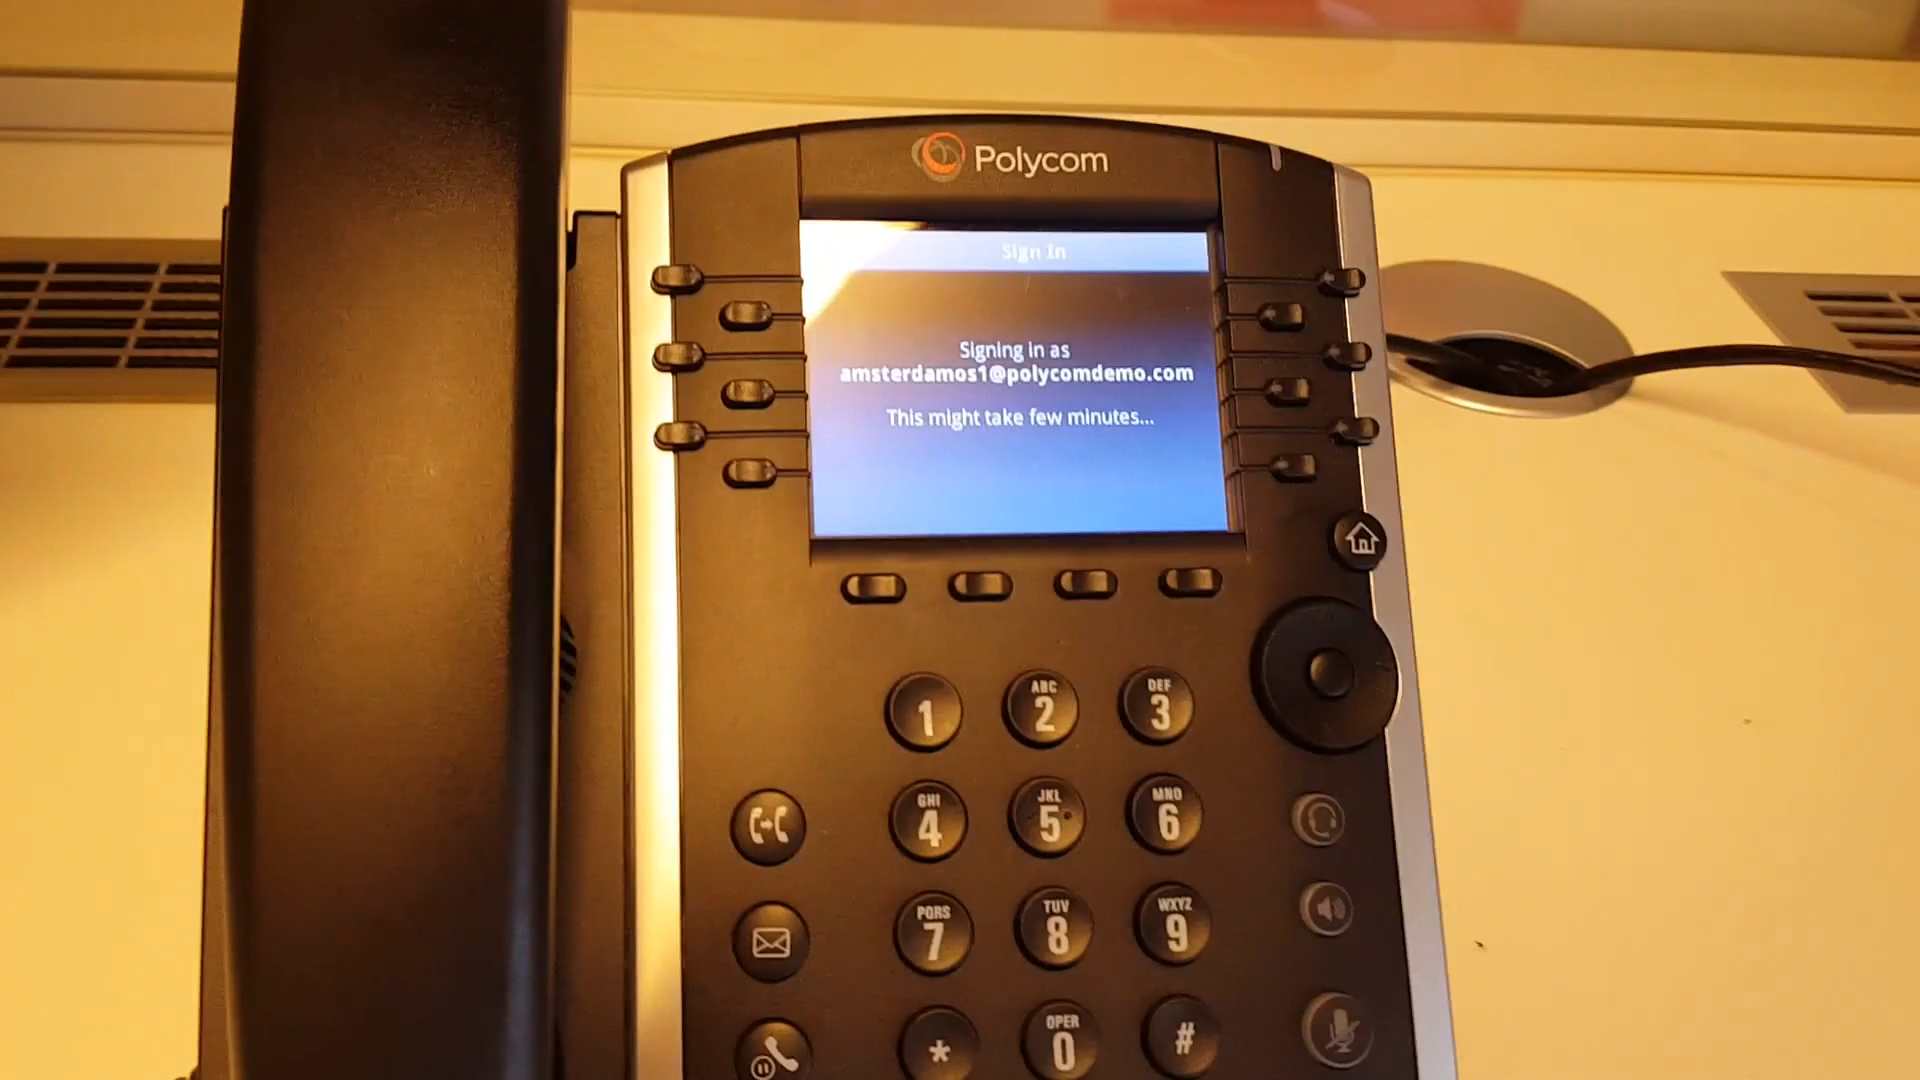 Polycom
Sign In
Signing in as
amsterdamos1@polycomdemo.com
This might take few minutes...
1
ABC
2
DEF
3
GHI
4
JKL
5
MNO
6
PQRS
7
TUV
8
WXYZ
9
*
OPER
0
#